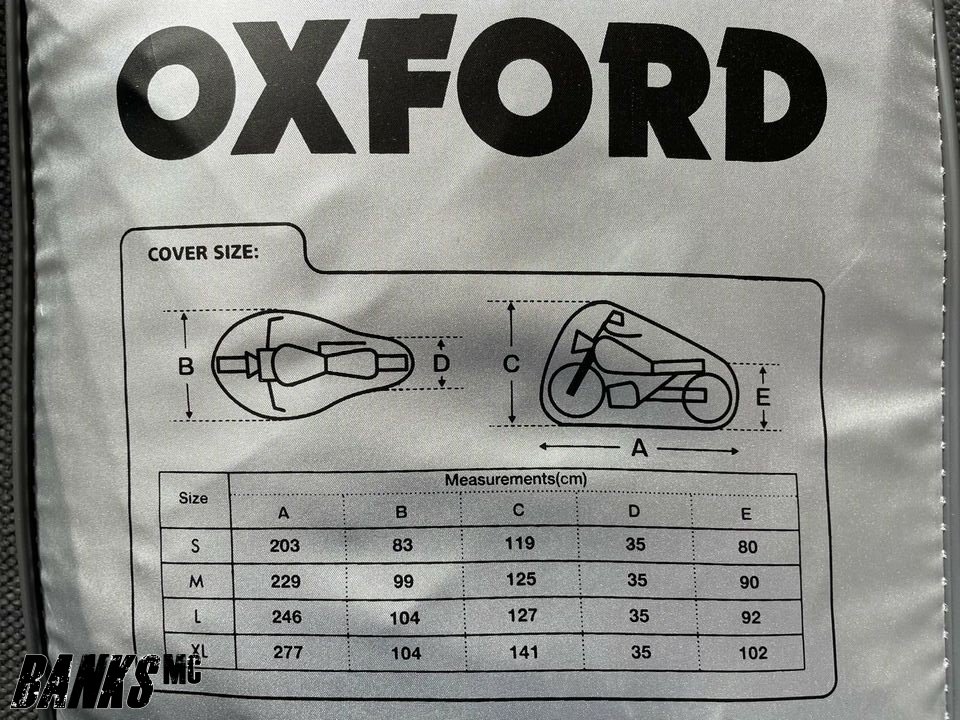 OXFORD
COVER SIZE:
B D C E
A
Measurements(cm)
Size A B C D E
S 203 83 119 35 80
M 229 99 125 35 90
L 246 104 127 35 92
XL 277 104 141 35 102
BANKS MC